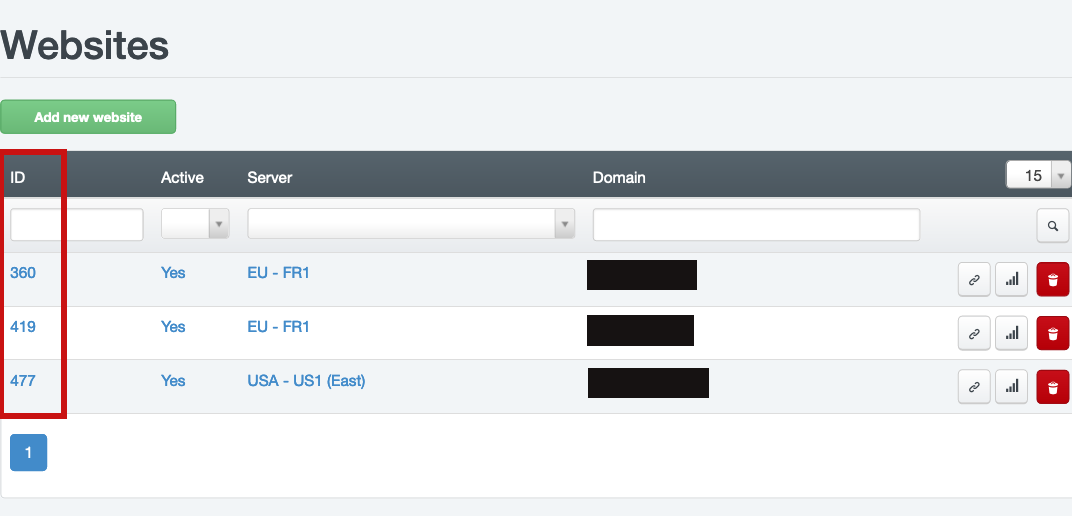 Websites
Add new website
ID Active Server Domain 15
360 Yes EU - FR1
419 Yes EU - FR1
477 Yes USA - US1 (East)
1